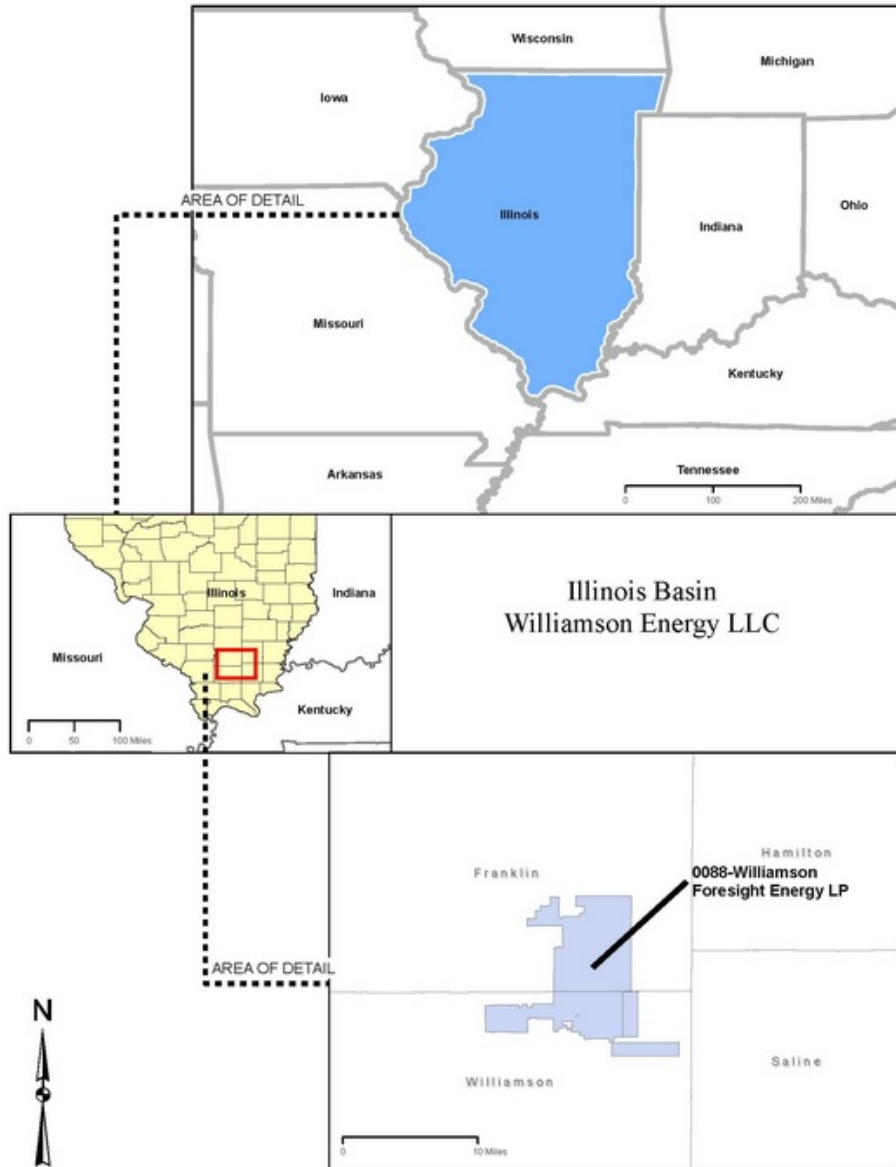 Wisconsin
Michigan
Iowa
AREA OF DETAIL
Illinois
Indiana
Ohio
Missouri
Kentucky
Arkansas
Tennessee
0 100 200 Miles
Illinois
Indiana
Missouri
Kentucky
0 50 100 Miles
Illinois Basin
Williamson Energy LLC
Hamilton
Franklin
0088-Williamson
Foresight Energy LP
AREA OF DETAIL
N
Saline
Williamson
0 10 Miles